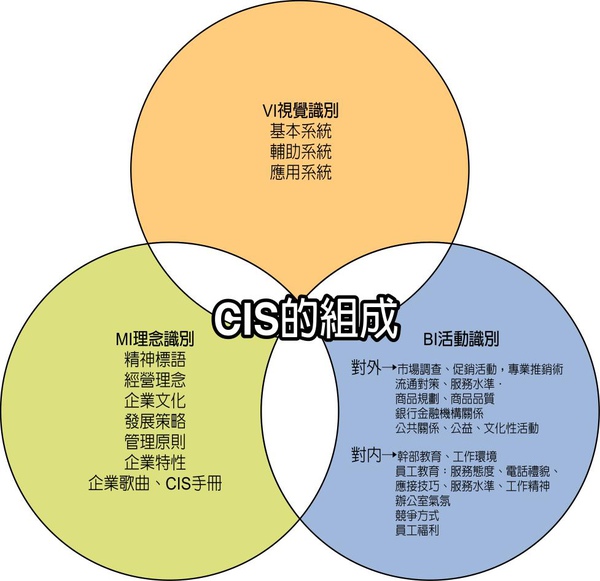 VI視覺識別
基本系統
輔助系統
應用系統
CIS的組成
MI理念識別
精神標語
經營理念
企業文化
發展策略
管理原則
企業特性
企業歌曲、CIS手冊
BI活動識別
對外→市場調查、促銷活動，專業推銷術
流通對策、服務水準．
商品規劃、商品品質
銀行金融機構關係
公共關係、公益、文化性活動
對內→幹部教育、工作環境
員工教育：服務態度、電話禮貌、
應接技巧、服務水準、工作精神
辦公室氣氛
競爭方式
員工福利